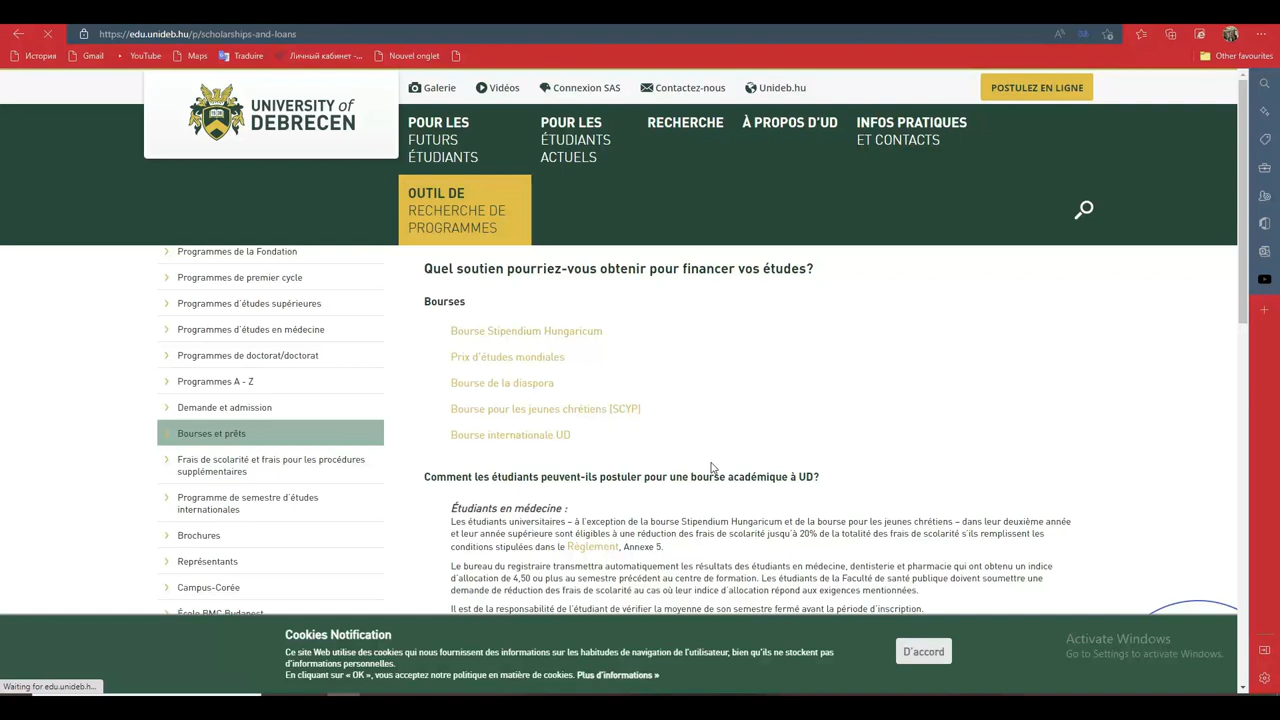 https://edu.unideb.hu/p/scholarships-and-loans
История
Gmail
YouTube
Maps
Traduire
Личный кабинет -...
Nouvel onglet
Other favourites
UNIVERSITY of
DEBRECEN
Galerie
Vidéos
Connexion SAS
Contactez-nous
Unideb.hu
POSTULEZ EN LIGNE
POUR LES
FUTURS
ÉTUDIANTS
POUR LES
ÉTUDIANTS
ACTUELS
RECHERCHE
À PROPOS D'UD
INFOS PRATIQUES
ET CONTACTS
OUTIL DE
RECHERCHE DE
PROGRAMMES
Programmes de la Fondation
Programmes de premier cycle
Programmes d'études supérieures
Programmes d'études en médecine
Programmes de doctorat/doctorat
Programmes A - Z
Demande et admission
Bourses et prêts
Frais de scolarité et frais pour les procédures
supplémentaires
Programme de semestre d'études
internationales
Brochures
Représentants
Campus-Corée
École BMC Budapest
Quel soutien pourriez-vous obtenir pour financer vos études?
Bourses
Bourse Stipendium Hungaricum
Prix d'études mondiales
Bourse de la diaspora
Bourse pour les jeunes chrétiens (SCYP)
Bourse internationale UD
Comment les étudiants peuvent-ils postuler pour une bourse académique à UD?
Étudiants en médecine :
Les étudiants universitaires – à l'exception de la bourse Stipendium Hungaricum et de la bourse pour les jeunes chrétiens – dans leur deuxième année
et leur année supérieure sont éligibles à une réduction des frais de scolarité jusqu'à 20% de la totalité des frais de scolarité s'ils remplissent les
conditions stipulées dans le Règlement, Annexe 5.
Le bureau du registraire transmettra automatiquement les résultats des étudiants en médecine, dentisterie et pharmacie qui ont obtenu un indice
d'allocation de 4,50 ou plus au semestre précédent au centre de formation. Les étudiants de la Faculté de santé publique doivent soumettre une
demande de réduction des frais de scolarité au cas où leur indice d'allocation répond aux exigences mentionnées.
Il est de la responsabilité de l'étudiant de vérifier la moyenne de son semestre fermé avant la période d'inscription.
Cookies Notification
Ce site Web utilise des cookies qui nous fournissent des informations sur les habitudes de navigation de l'utilisateur, bien qu'ils ne stockent pas
d'informations personnelles.
En cliquant sur « OK », vous acceptez notre politique en matière de cookies. Plus d'informations »
D'accord
Activate Windows
Go to Settings to activate Windows.
Waiting for edu.unideb.h...